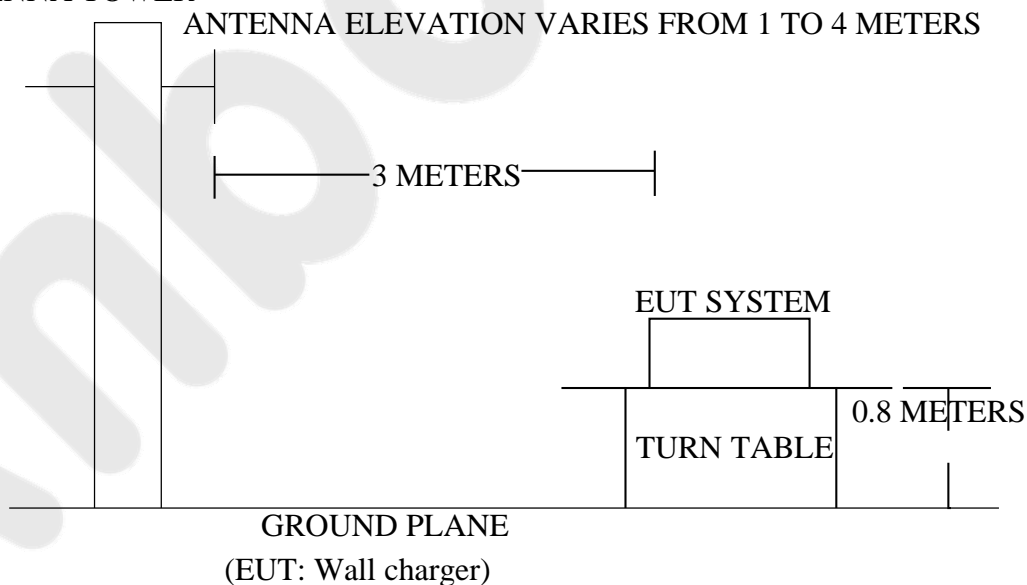 ANTENNA ELEVATION VARIES FROM 1 TO 4 METERS
3 METERS
EUT SYSTEM
0.8 METERS
TURN TABLE
GROUND PLANE
(EUT: Wall charger)